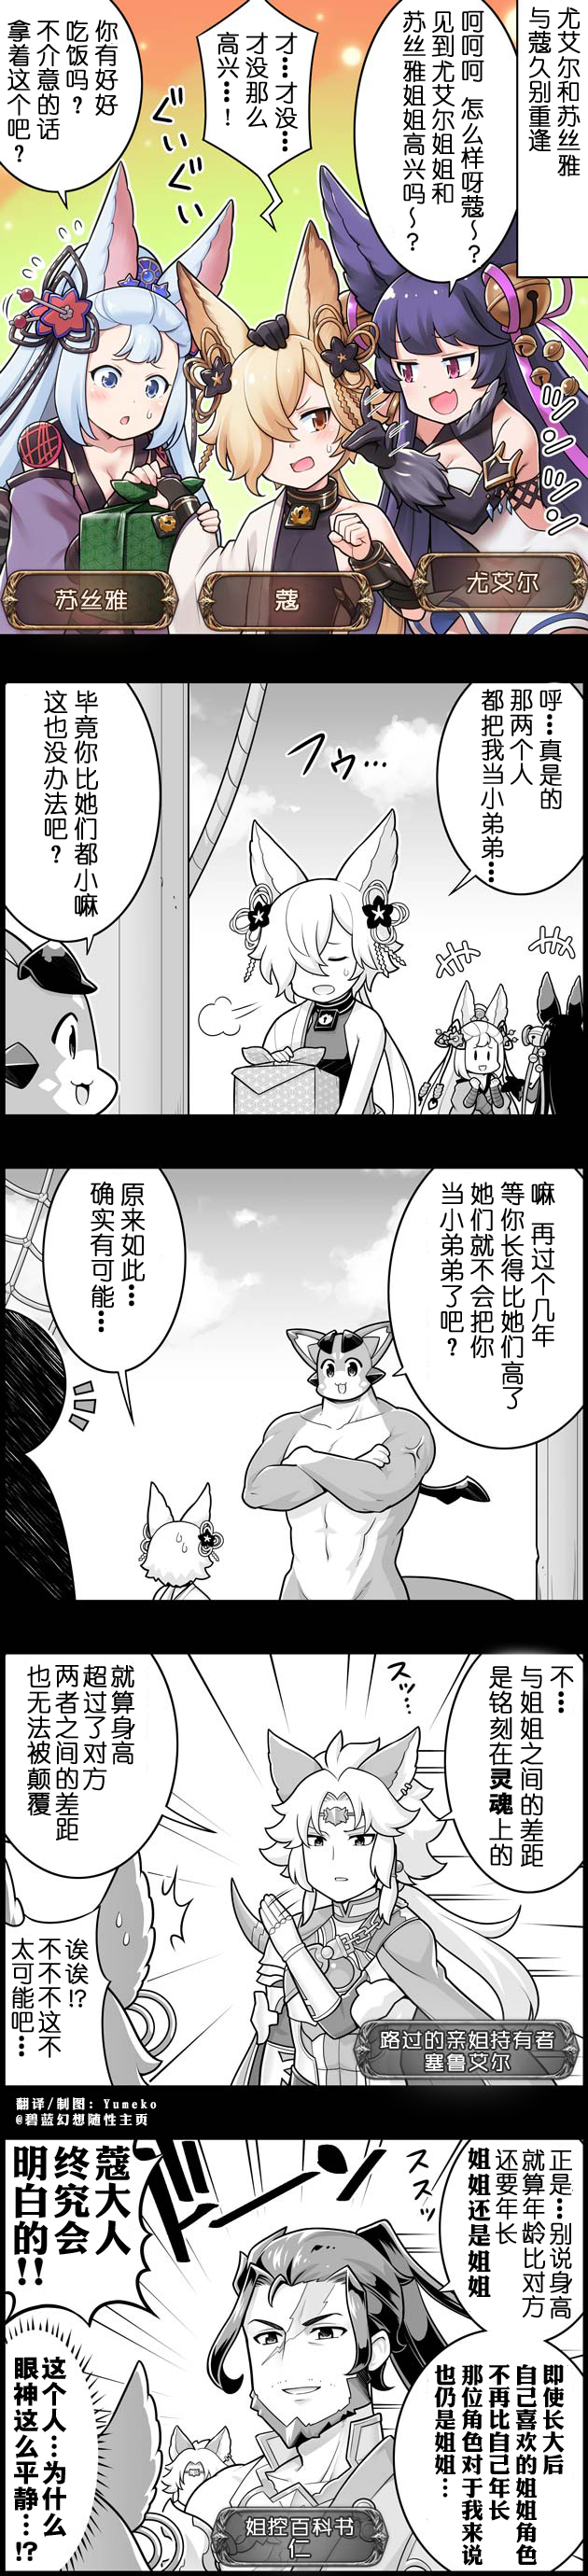 尤艾尔和苏丝雅
与蔻久别重逢
呵呵呵 怎么样呀蔻～？
见到尤艾尔姐姐和
苏丝雅姐姐高兴吗～？
才…才没…
才没那么
高兴…！
你有好好
吃饭吗？
不介意的话
拿着这个吧？
ぐいぐい
ツンツン
苏丝雅
蔻
尤艾尔
呼…真是的
那两个人
都把我当小弟弟…
フゥ…
毕竟你比她们都小嘛
这也没办法吧？
嘛 再过个几年
等你长得比她们高了
她们就不会把你
当小弟弟了吧？
原来如此…
确实有可能…
不…
与姐姐之间的差距
是铭刻在灵魂上的
スッ…
就算身高
超过了对方
两者之间的差距
也无法被颠覆
诶诶!?
不不不这不
太可能吧…
路过的亲姐持有者
塞鲁艾尔
翻译/制图：Yumeko
@碧蓝幻想随性主页
正是…别说身高
就算年龄比对方
还要年长
姐姐还是姐姐
ススッ
ドーン
即使长大后
自己喜欢的姐姐角色
不再比自己年长
那位角色对于我来说
也仍是姐姐…
蔻大人
终究会
明白的!!
这个人…为什么
眼神这么平静…!?
姐控百科书
仁